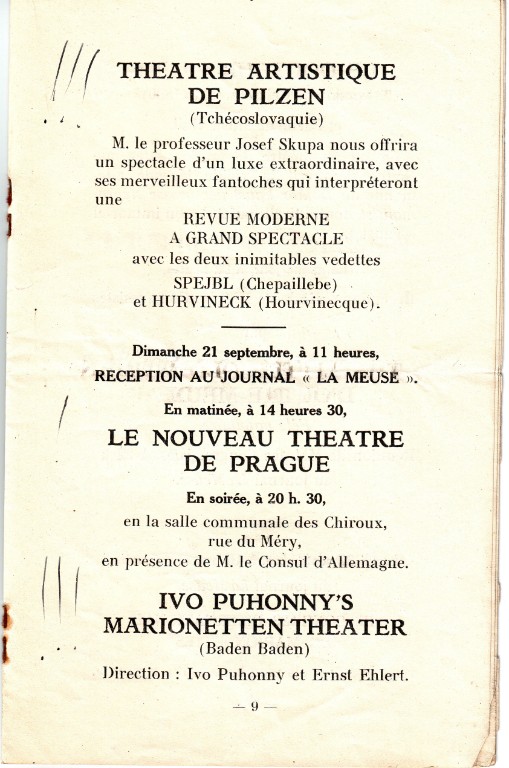 THEATRE ARTISTIQUE
DE PILZEN
(Tchécoslovaquie)
M. le professeur Josef Skupa nous offrira
un spectacle d'un luxe extraordinaire, avec
ses merveilleux fantoches qui interpréteront
une
REVUE MODERNE
A GRAND SPECTACLE
avec les deux inimitables vedettes
SPEJBL (Chepaillebe)
et HURVINECK (Hourvinecque).
Dimanche 21 septembre, à 11 heures,
RECEPTION AU JOURNAL « LA MEUSE ».
En matinée, à 14 heures 30,
LE NOUVEAU THEATRE
DE PRAGUE
En soirée, à 20 h. 30,
en la salle communale des Chiroux,
rue du Méry,
en présence de M. le Consul d'Allemagne.
IVO PUHONNY'S
MARIONETTEN THEATER
(Baden Baden)
Direction : Ivo Puhonny et Ernst Ehlert.
— 9 —